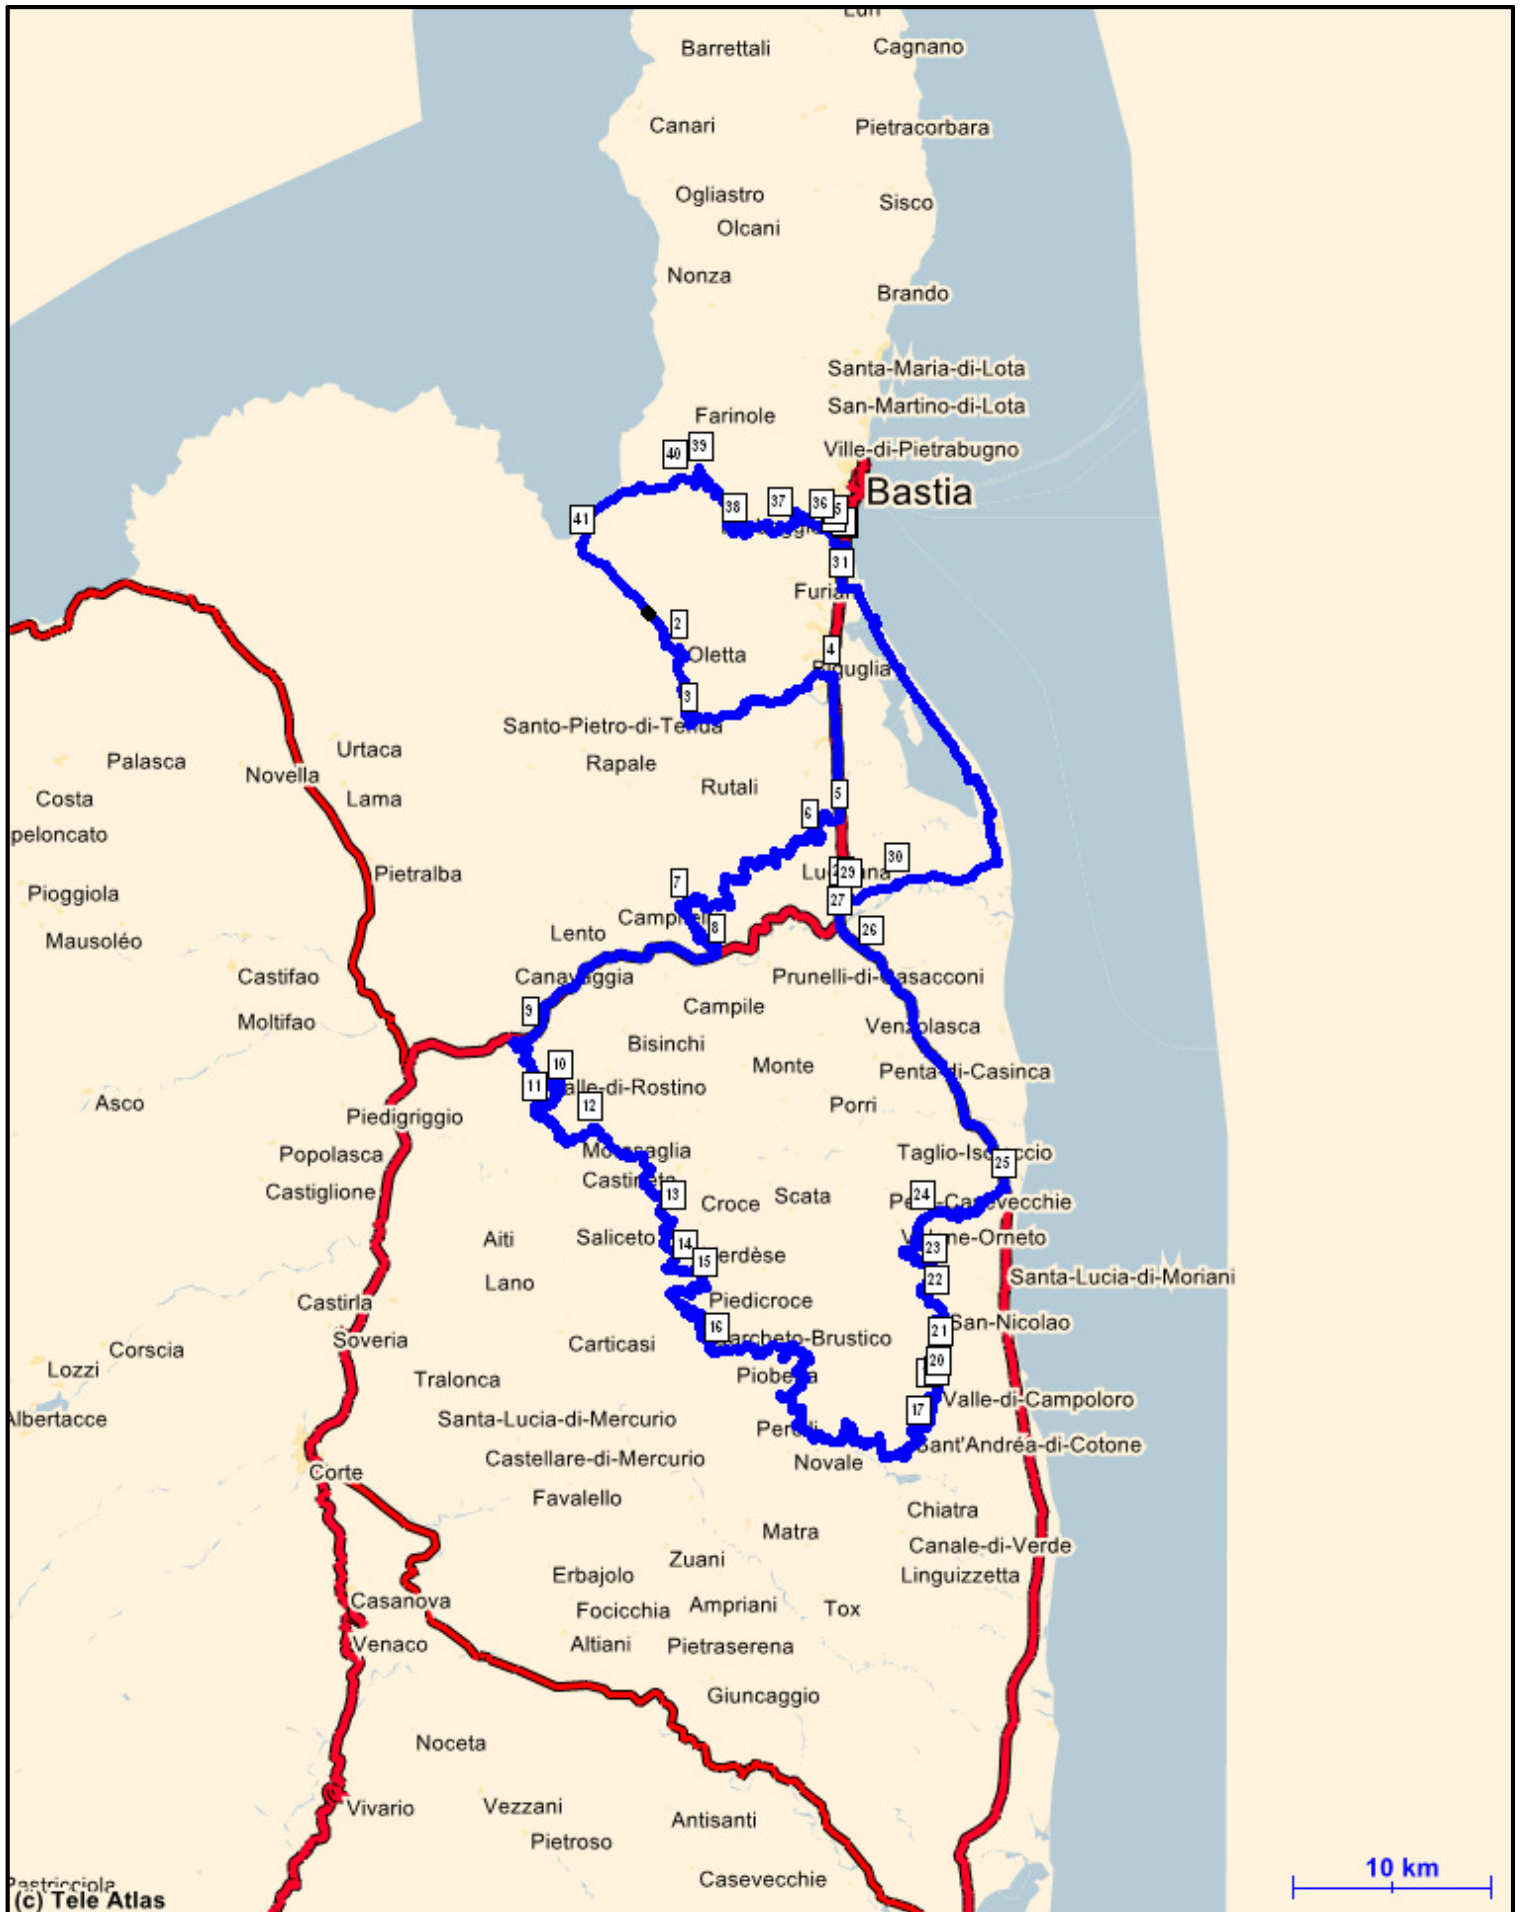 Barrettali
Cagnano
Canari
Pietracorbara
Ogliastro
Sisco
Olcani
Nonza
Brando
Santa-Maria-di-Lota
San-Martino-di-Lota
Farinole
Ville-di-Pietrabugno
39
40
Bastia
37
36
38
41
31
2
4
Oletta
3
Santo-Pietro-di-Tenda
Urtaca
Palasca
Rapale
Novella
Rutali
5
Costa
Lama
6
peloncato
30
Pietralba
29
7
Pioggiola
27
8
26
Lento
Mausoléo
Castifao
Canavaggia
Prunelli-di-Casacconi
Campile
9
Moltifao
Venzolasca
Bisinchi
10
Monte
Penta-di-Casinca
11
12
Asco
Porri
Piedigriggio
Popolasca
25
Castiglione
13
24
Croce
Scata
Aiti
Saliceto
14
23
15
Lano
22
Santa-Lucia-di-Moriani
Castirla
Piedicroce
San-Nicolao
16
21
Soveria
Corscia
Carticasi
20
Lozzi
Tralonca
Valle-di-Campoloro
17
Albertacce
Santa-Lucia-di-Mercurio
Sant'Andréa-di-Cotone
Castellare-di-Mercurio
Novale
Corte
Favalello
Chiatra
Matra
Canale-di-Verde
Zuani
Erbajolo
Linguizzetta
Casanova
Focicchia
Ampriani
Tox
Venaco
Altiani
Pietraserena
Giuncaggio
Noceta
Vivario
Vezzani
Antisanti
Pietroso
10 km
Casevecchie
(c) Tele Atlas